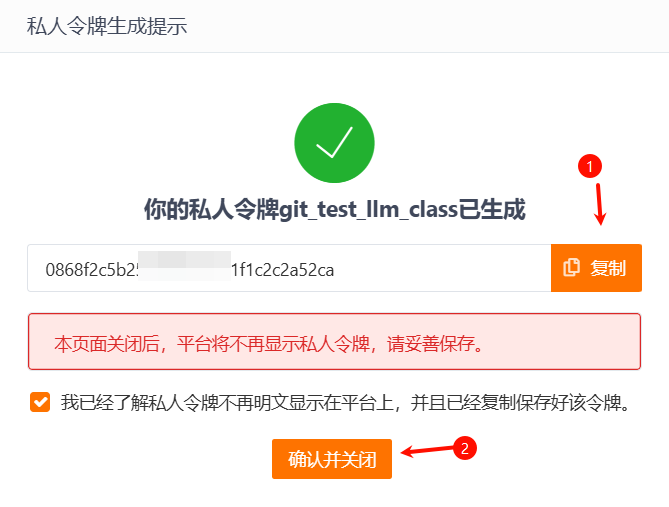 私人令牌生成提示
1
你的私人令牌git_test_llm_class已生成
0868f2c5b25 1f1c2c2a52ca 复制
本页面关闭后，平台将不再显示私人令牌，请妥善保存。
我已经了解私人令牌不再明文显示在平台上，并且已经复制保存好该令牌。
确认并关闭 2